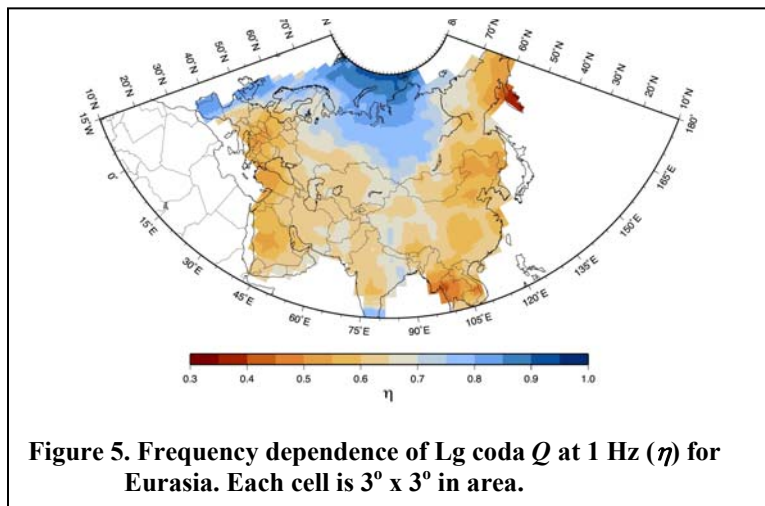 70°N
60°N
50°N
40°N
30°N
20°N
10°N
15°W
0°
15°E
30°E
45°E
60°E
75°E
90°E
105°E
120°E
135°E
150°E
165°E
180°
10°N
20°N
30°N
40°N
50°N
60°N
70°N
0.3 0.4 0.5 0.6 0.7 0.8 0.9 1.0
η
Figure 5. Frequency dependence of Lg coda Q at 1 Hz (η) for
Eurasia. Each cell is 3° x 3° in area.